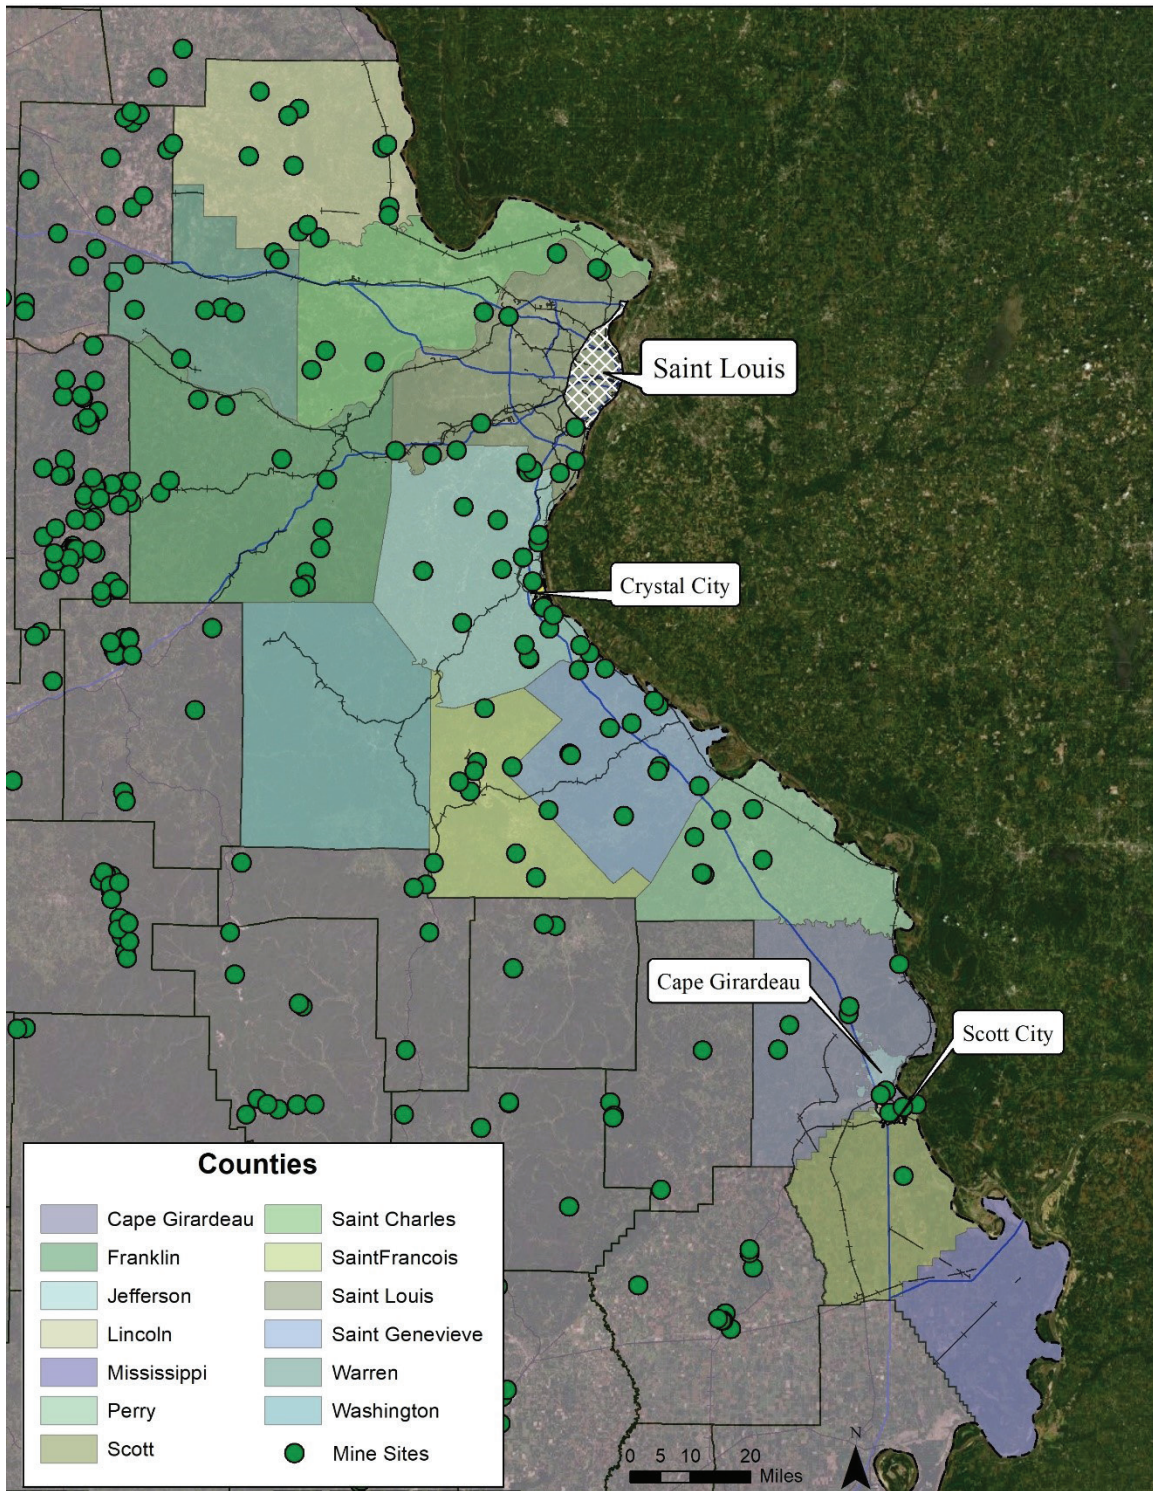 Saint Louis
Crystal City
Cape Girardeau
Scott City
Counties
Cape Girardeau
Franklin
Jefferson
Lincoln
Mississippi
Perry
Scott
Saint Charles
SaintFrancois
Saint Louis
Saint Genevieve
Warren
Washington
Mine Sites
N
0 5 10 20
Miles